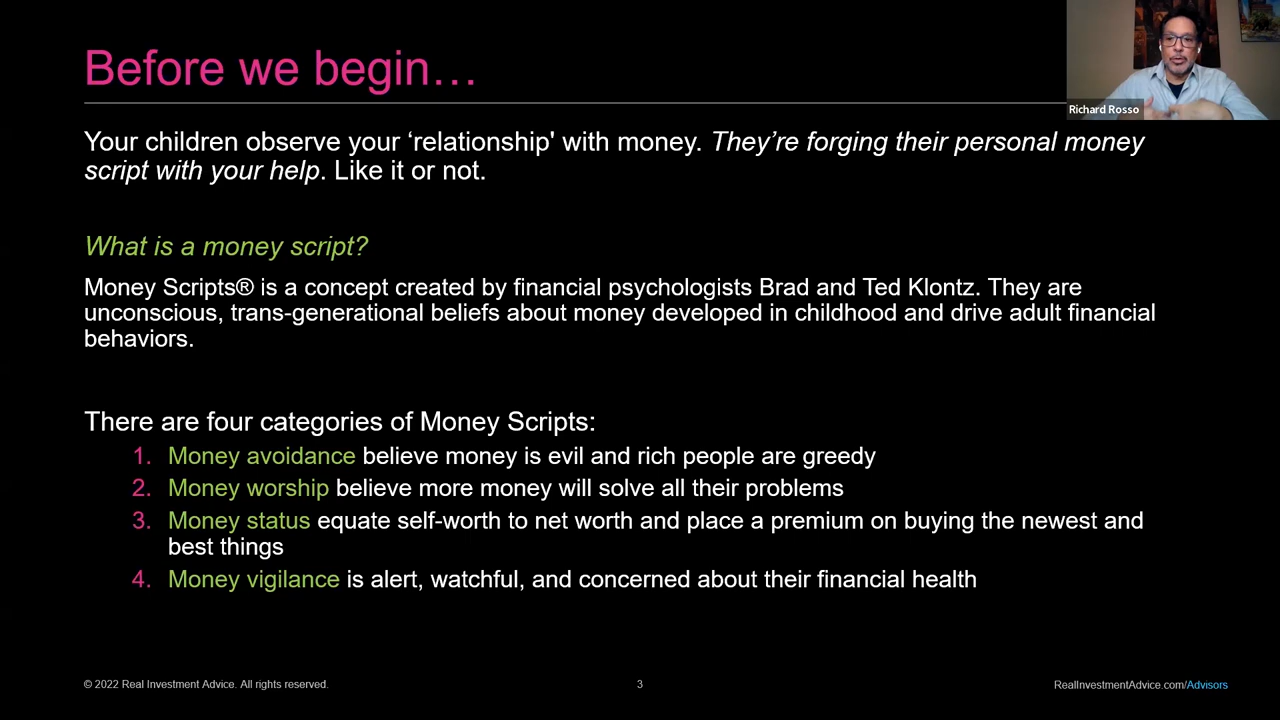 Before we begin…
Richard Rosso
Your children observe your ‘relationship' with money. They’re forging their personal money
script with your help. Like it or not.
What is a money script?
Money Scripts® is a concept created by financial psychologists Brad and Ted Klontz. They are
unconscious, trans-generational beliefs about money developed in childhood and drive adult financial
behaviors.
There are four categories of Money Scripts:
1. Money avoidance believe money is evil and rich people are greedy
2. Money worship believe more money will solve all their problems
3. Money status equate self-worth to net worth and place a premium on buying the newest and
best things
4. Money vigilance is alert, watchful, and concerned about their financial health
© 2022 Real Investment Advice. All rights reserved.
3
RealInvestmentAdvice.com/Advisors